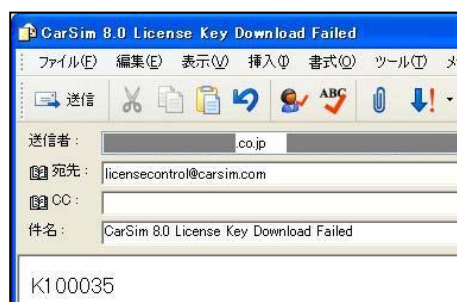 CarSim 8.0 License Key Download Failed
ファイル(F) 編集(E) 表示(V) 挿入(I) 書式(O) ツール(T)
送信 ABC
送信者:  .co.jp
宛先: licensecontrol@carsim.com
CC:
件名: CarSim 8.0 License Key Download Failed
K100035